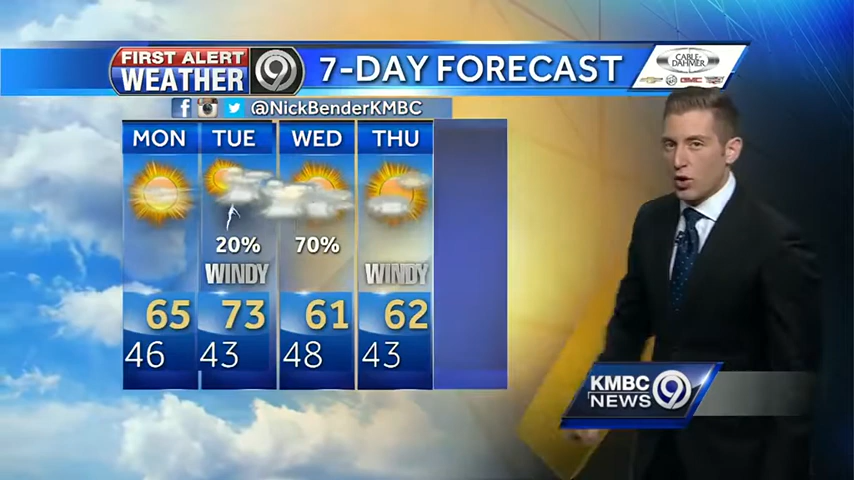 FIRST ALERT
WEATHER 9
7-DAY FORECAST
CABLE-
DAHMER
GMC
@NickBenderKMBC
MON TUE WED THU
20% 70%
WINDY WINDY
65 73 61 62
46 43 48 43
KMBC 9
NEWS